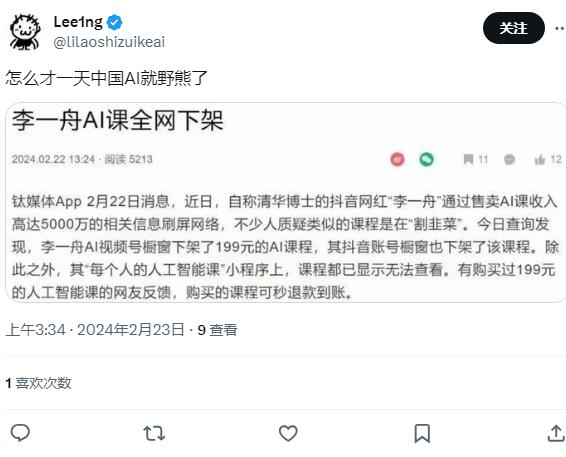 Lee1ng
@lilaoshizuikeai
关注
怎么才一天中国AI就野熊了
李一舟AI课全网下架
2024.02.22 13:24 · 阅读 5213
11
12
钛媒体App 2月22日消息，近日，自称清华博士的抖音网红“李一舟”通过售卖AI课收入
高达5000万的相关信息刷屏网络，不少人质疑类似的课程是在“割韭菜”。今日查询发
现，李一舟AI视频号橱窗下架了199元的AI课程，其抖音账号橱窗也下架了该课程。除
此之外，其“每个人的人工智能课”小程序上，课程都已显示无法查看。有购买过199元
的人工智能课的网友反馈，购买的课程可秒退款到账。
上午3:34 · 2024年2月23日 · 9 查看
1 喜欢次数